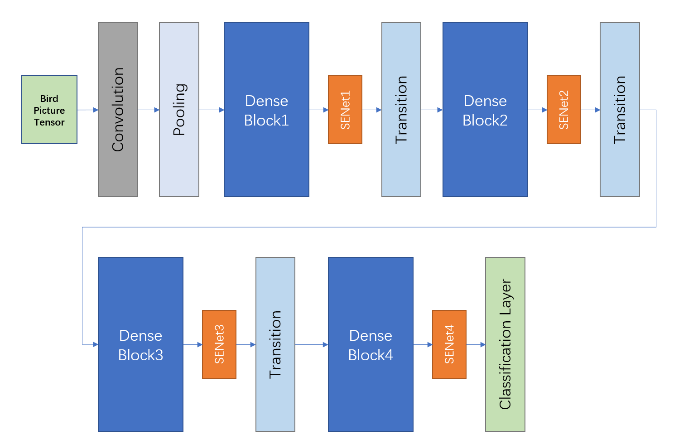 Bird
Picture
Tensor
Convolution
Pooling
Dense
Block1
SENet1
Transition
Dense
Block2
SENet2
Transition
Dense
Block3
SENet3
Transition
Dense
Block4
SENet4
Classification Layer